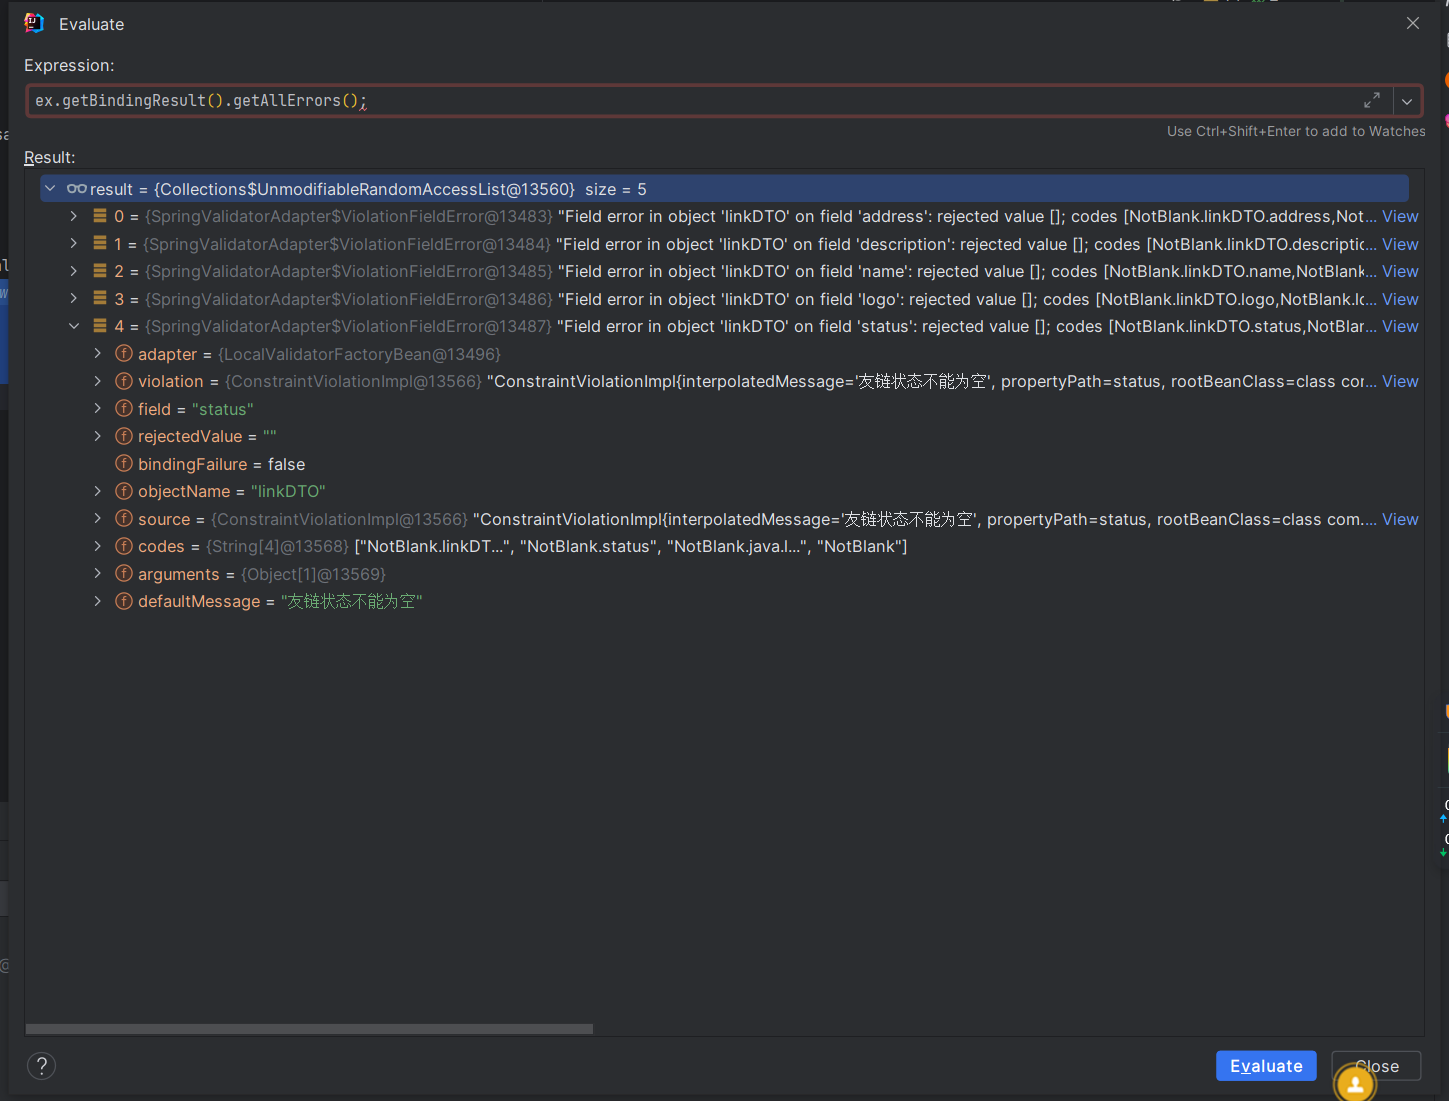 Evaluate
Expression:
ex.getBindingResult().getAllErrors();
Use Ctrl+Shift+Enter to add to Watches
Result:
result = {Collections$UnmodifiableRandomAccessList@13560} size = 5
0 = {SpringValidatorAdapter$ViolationFieldError@13483} "Field error in object 'linkDTO' on field 'address': rejected value []; codes [NotBlank.linkDTO.address,Not... View
1 = {SpringValidatorAdapter$ViolationFieldError@13484} "Field error in object 'linkDTO' on field 'description': rejected value []; codes [NotBlank.linkDTO.descriptic... View
2 = {SpringValidatorAdapter$ViolationFieldError@13485} "Field error in object 'linkDTO' on field 'name': rejected value []; codes [NotBlank.linkDTO.name,NotBlank... View
3 = {SpringValidatorAdapter$ViolationFieldError@13486} "Field error in object 'linkDTO' on field 'logo': rejected value []; codes [NotBlank.linkDTO.logo,NotBlank.lo... View
4 = {SpringValidatorAdapter$ViolationFieldError@13487} "Field error in object 'linkDTO' on field 'status': rejected value []; codes [NotBlank.linkDTO.status,NotBlar... View
adapter = {LocalValidatorFactoryBean@13496}
violation = {ConstraintViolationImpl@13566} "ConstraintViolationImpl{interpolatedMessage='友链状态不能为空', propertyPath=status, rootBeanClass=class cor... View
field = "status"
rejectedValue = ""
bindingFailure = false
objectName = "linkDTO"
source = {ConstraintViolationImpl@13566} "ConstraintViolationImpl{interpolatedMessage='友链状态不能为空', propertyPath=status, rootBeanClass=class com.... View
codes = {String[4]@13568} ["NotBlank.linkDT...", "NotBlank.status", "NotBlank.java.l...", "NotBlank"]
arguments = {Object[1]@13569}
defaultMessage = "友链状态不能为空"
?
Evaluate
Close